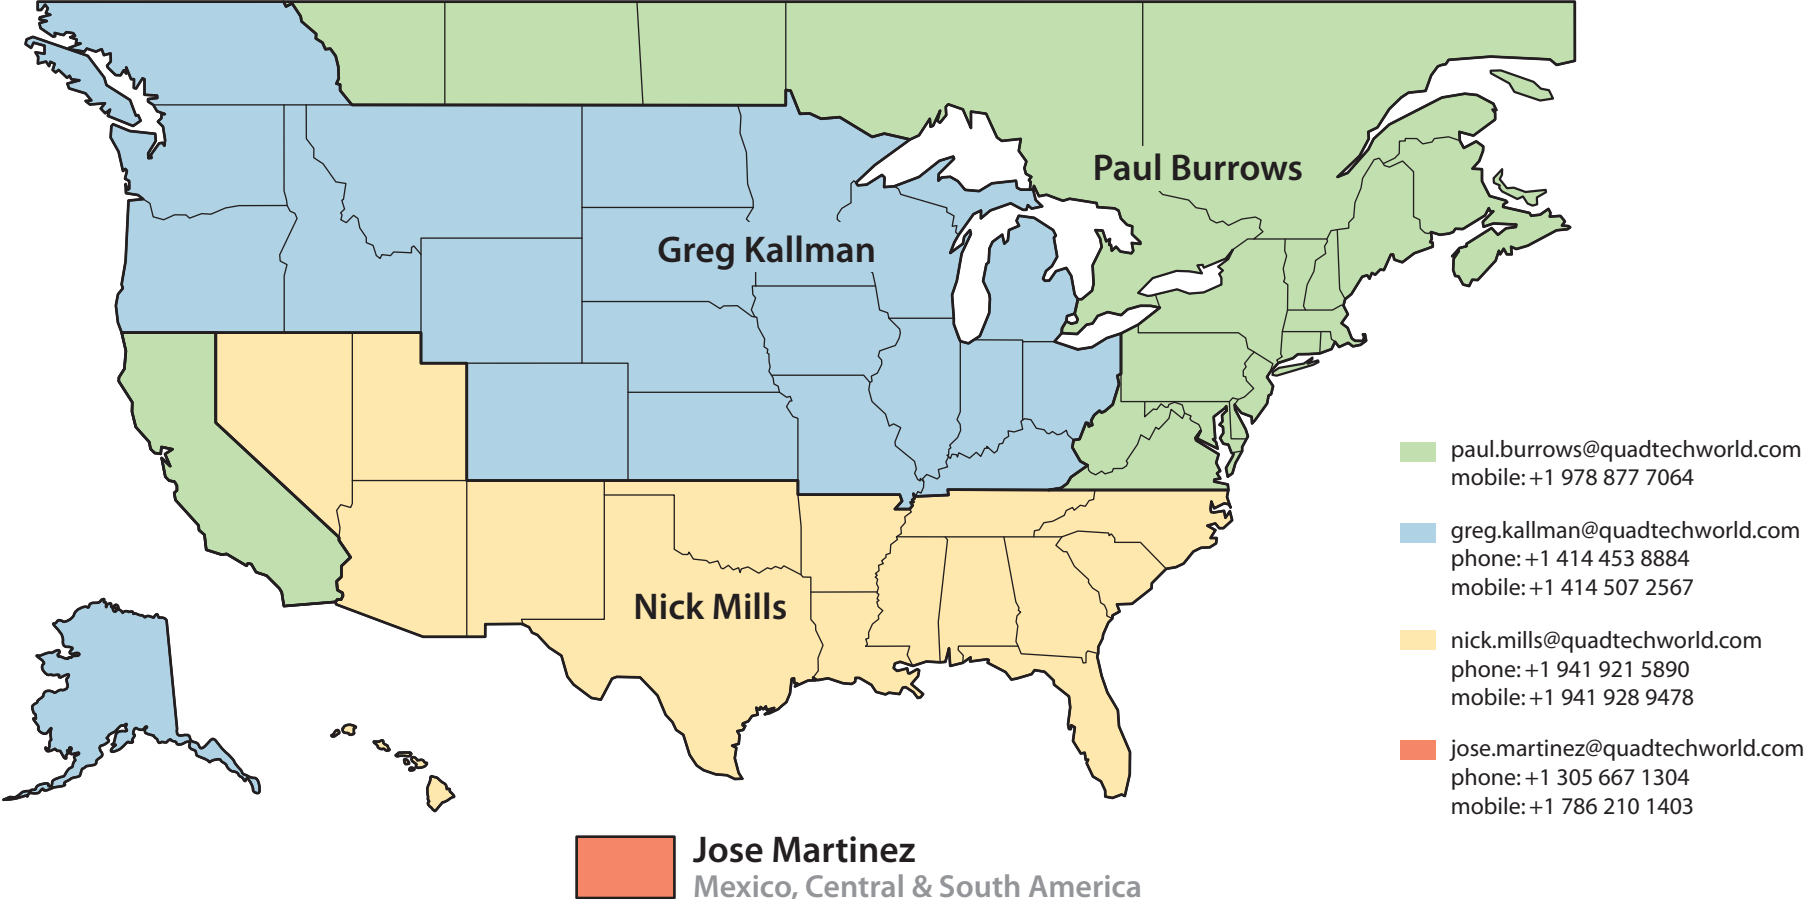 Paul Burrows
Greg Kallman
Nick Mills
paul.burrows@quadtechworld.com
mobile: +1 978 877 7064
greg.kallman@quadtechworld.com
phone: +1 414 453 8884
mobile: +1 414 507 2567
nick.mills@quadtechworld.com
phone: +1 941 921 5890
mobile: +1 941 928 9478
jose.martinez@quadtechworld.com
phone: +1 305 667 1304
mobile: +1 786 210 1403
Jose Martinez
Mexico, Central & South America